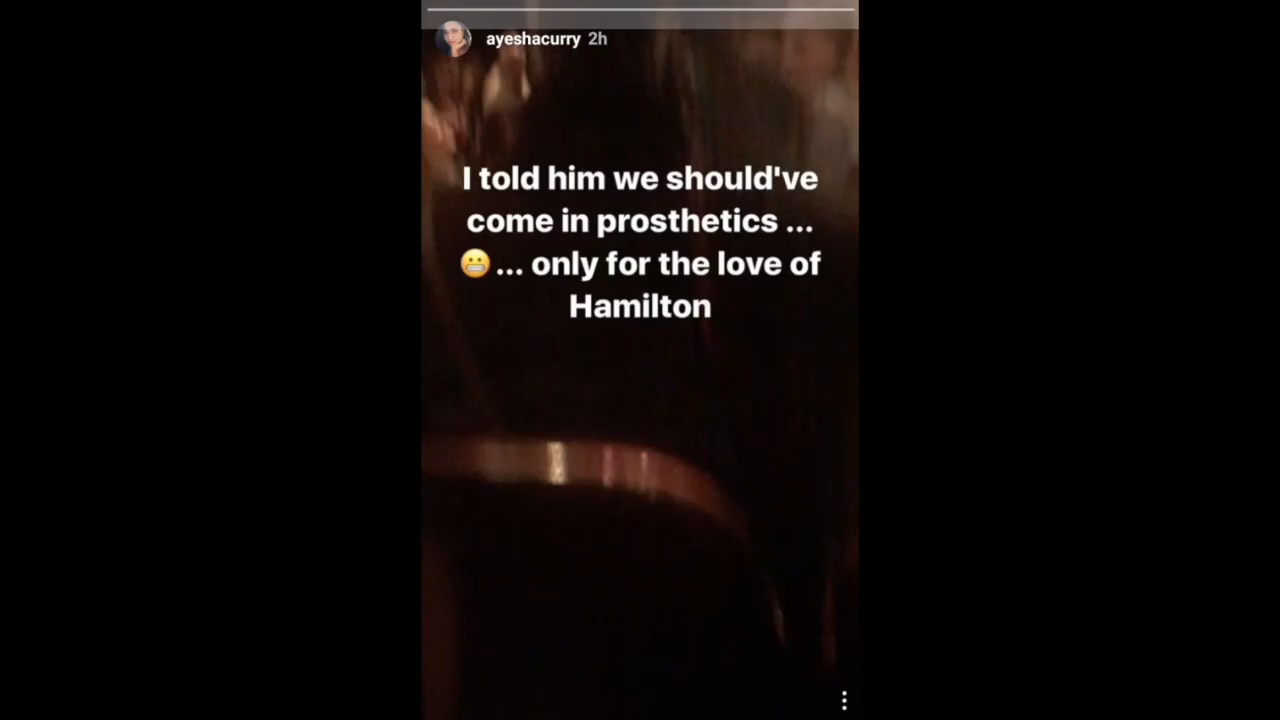 ayeshacurry 2h
I told him we should've
come in prosthetics ...
😬... only for the love of
Hamilton